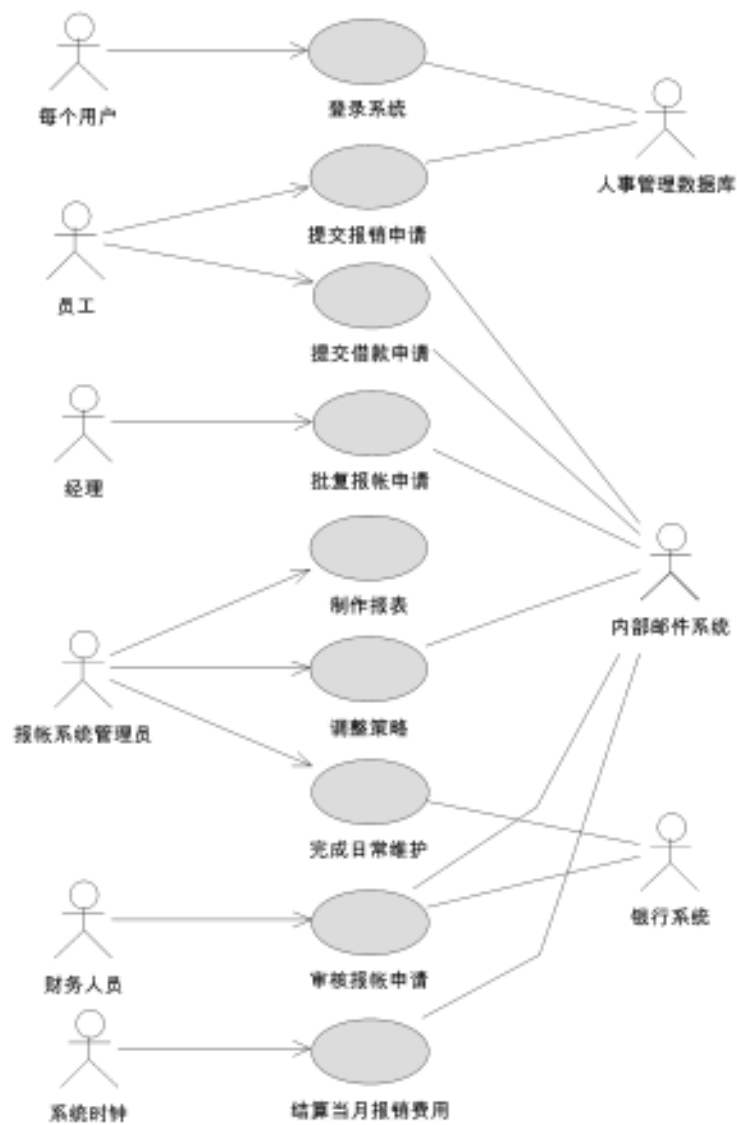 每个用户
登录系统
人事管理数据库
提交报销申请
员工
提交借款申请
批复报帐申请
经理
制作报表
内部邮件系统
报帐系统管理员
调整策略
完成日常维护
银行系统
财务人员
审核报帐申请
系统时钟
结算当月报销费用